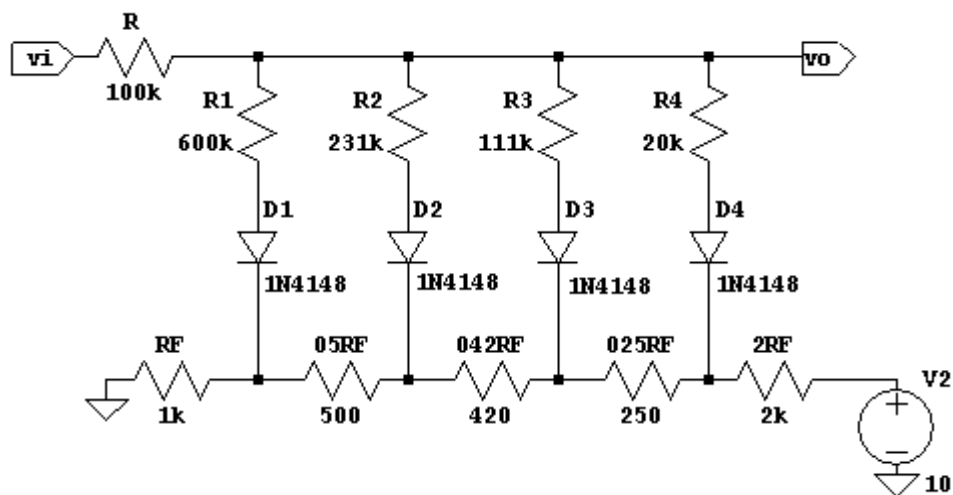 R
vi
vo
100k
R1
R2
R3
R4
600k
231k
111k
20k
D1
D2
D3
D4
1N4148
1N4148
1N4148
1N4148
RF
05RF
042RF
025RF
2RF
V2
1k
500
420
250
2k
10